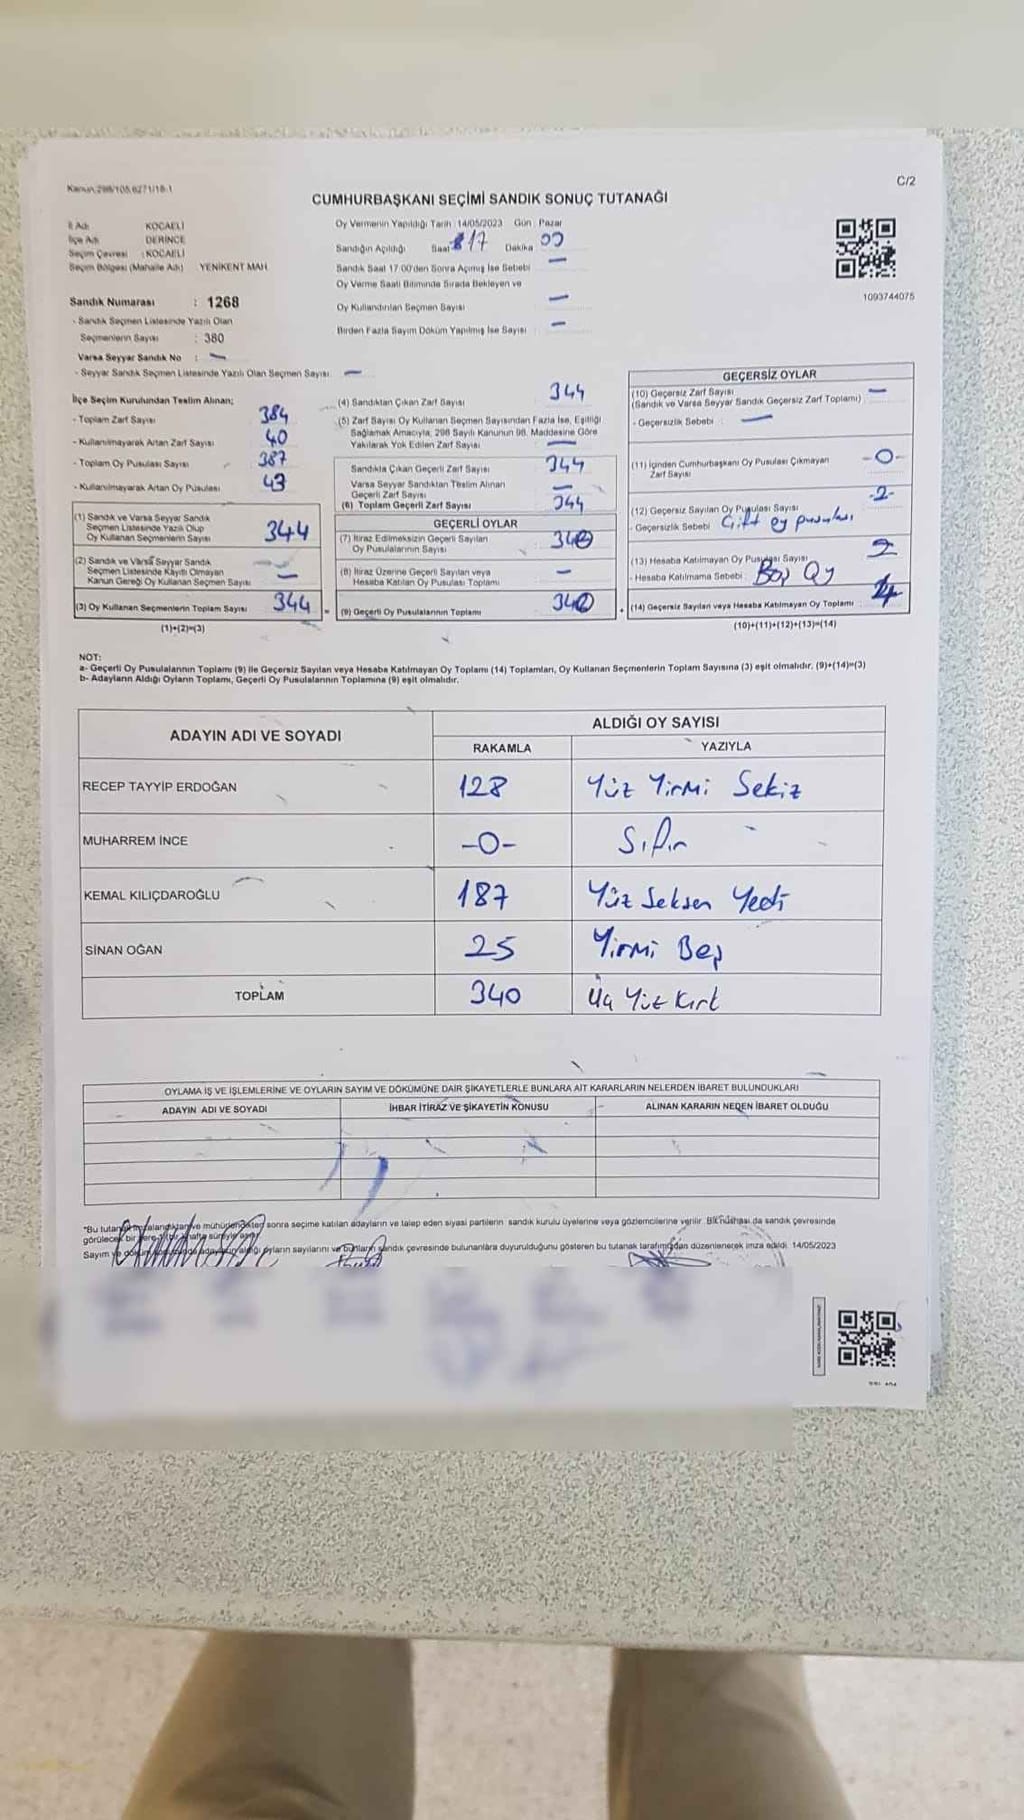 Kanun:298/105,6271/18-1
C/2
CUMHURBAŞKANI SEÇİMİ SANDIK SONUÇ TUTANAĞI
İl Adı : KOCAELİ
İlçe Adı : DERİNCE
Seçim Çevresi : KOCAELİ
Seçim Bölgesi (Mahalle Adı) YENİKENT MAH.
Sandık Numarası : 1268
- Sandık Seçmen Listesinde Yazılı Olan
Seçmenlerin Sayısı : 380
Varsa Seyyar Sandık No : -
- Seyyar Sandık Seçmen Listesinde Yazılı Olan Seçmen Sayısı: -
Oy Vermenin Yapıldığı Tarih 14/05/2023 Gün Pazar
Sandığın Açıldığı Saat 17 Dakika 00
Sandık Saat 17:00'den Sonra Açılmış İse Sebebi -
Oy Verme Saati Bitiminde Sırada Bekleyen ve
Oy Kullandırılan Seçmen Sayısı -
Birden Fazla Sayım Döküm Yapılmış İse Sayısı -
1093744075
İlçe Seçim Kurulundan Teslim Alınan;
- Toplam Zarf Sayısı 384
- Kullanılmayarak Artan Zarf Sayısı 40
- Toplam Oy Pusulası Sayısı 387
- Kullanılmayarak Artan Oy Pusulası 43
(1) Sandık ve Varsa Seyyar Sandık
Seçmen Listesinde Yazılı Olup
Oy Kullanan Seçmenlerin Sayısı 344
(2) Sandık ve Varsa Seyyar Sandık
Seçmen Listesinde Kaydı Olmayan
Kanun Gereği Oy Kullanan Seçmen Sayısı -
(3) Oy Kullanan Seçmenlerin Toplam Sayısı 344 =
(1)+(2)=(3)
(4) Sandıktan Çıkan Zarf Sayısı 344
(5) Zarf Sayısı Oy Kullanan Seçmen Sayısından Fazla İse, Eşitliği
Sağlamak Amacıyla, 298 Sayılı Kanunun 98. Maddesine Göre
Yakılarak Yok Edilen Zarf Sayısı -
Sandıkta Çıkan Geçerli Zarf Sayısı 344
Varsa Seyyar Sandıktan Teslim Alınan
Geçerli Zarf Sayısı -
(6) Toplam Geçerli Zarf Sayısı 344
GEÇERLİ OYLAR
(7) İtiraz Edilmeksizin Geçerli Sayılan
Oy Pusulalarının Sayısı 340
(8) İtiraz Üzerine Geçerli Sayılan veya
Hesaba Katılan Oy Pusulası Toplamı -
(9) Geçerli Oy Pusulalarının Toplamı 340 +
GEÇERSİZ OYLAR
(10) Geçersiz Zarf Sayısı -
(Sandık ve Varsa Seyyar Sandık Geçersiz Zarf Toplamı)
- Geçersizlik Sebebi : -
(11) İçinden Cumhurbaşkanı Oy Pusulası Çıkmayan
Zarf Sayısı -0-
(12) Geçersiz Sayılan Oy Pusulası Sayısı -2-
- Geçersizlik Sebebi : Çift oy pusulası
(13) Hesaba Katılmayan Oy Pusulası Sayısı 2
- Hesaba Katılmama Sebebi : Boş Oy
(14) Geçersiz Sayılan veya Hesaba Katılmayan Oy Toplamı 4
(10)+(11)+(12)+(13)=(14)
NOT:
a- Geçerli Oy Pusulalarının Toplamı (9) ile Geçersiz Sayılan veya Hesaba Katılmayan Oy Toplamı (14) Toplamları, Oy Kullanan Seçmenlerin Toplam Sayısına (3) eşit olmalıdır. (9)+(14)=(3)
b- Adayların Aldığı Oyların Toplamı, Geçerli Oy Pusulalarının Toplamına (9) eşit olmalıdır.
ADAYIN ADI VE SOYADI
ALDIĞI OY SAYISI
RAKAMLA YAZIYLA
RECEP TAYYİP ERDOĞAN 128 Yüz Yirmi Sekiz
MUHARREM İNCE -0- Sıfır
KEMAL KILIÇDAROĞLU 187 Yüz Seksen Yedi
SİNAN OĞAN 25 Yirmi Beş
TOPLAM 340 Üç Yüz Kırk
OYLAMA İŞ VE İŞLEMLERİNE VE OYLARIN SAYIM VE DÖKÜMÜNE DAİR ŞİKAYETLERLE BUNLARA AİT KARARLARIN NELERDEN İBARET BULUNDUKLARI
ADAYIN ADI VE SOYADI İHBAR İTİRAZ VE ŞİKAYETİN KONUSU ALINAN KARARIN NEDEN İBARET OLDUĞU
*Bu tutanak imzalandıktan ve mühürlendikten sonra seçime katılan adayların ve talep eden siyasi partilerin sandık kurulu üyelerine veya gözlemcilerine verilir. Bir nüshası da sandık çevresinde
görülecek bir yere 1 (bir) hafta süreyle asılır.
Sayım ve döküm adayların aldığı oyların sayılarını ve bunların sandık çevresinde bulunanlara duyurulduğunu gösteren bu tutanak tarafımızdan düzenlenerek imza edildi. 14/05/2023